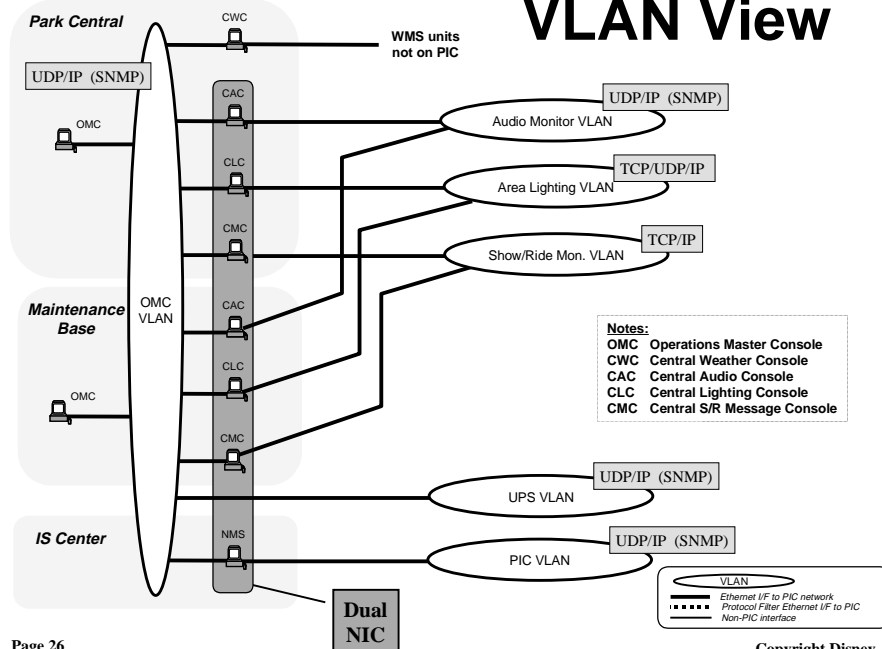 VLAN View
Park Central
CWC
WMS units
not on PIC
UDP/IP (SNMP)
OMC
CAC
UDP/IP (SNMP)
Audio Monitor VLAN
CLC
TCP/UDP/IP
Area Lighting VLAN
CMC
TCP/IP
Show/Ride Mon. VLAN
Maintenance
Base
OMC
VLAN
CAC
CLC
OMC
CMC
Notes:
OMC Operations Master Console
CWC Central Weather Console
CAC Central Audio Console
CLC Central Lighting Console
CMC Central S/R Message Console
UDP/IP (SNMP)
UPS VLAN
IS Center
NMS
UDP/IP (SNMP)
PIC VLAN
Dual
NIC
VLAN
Ethernet I/F to PIC network
Protocol Filter Ethernet I/F to PIC
Non-PIC interface
Page 26
Copyright Disney